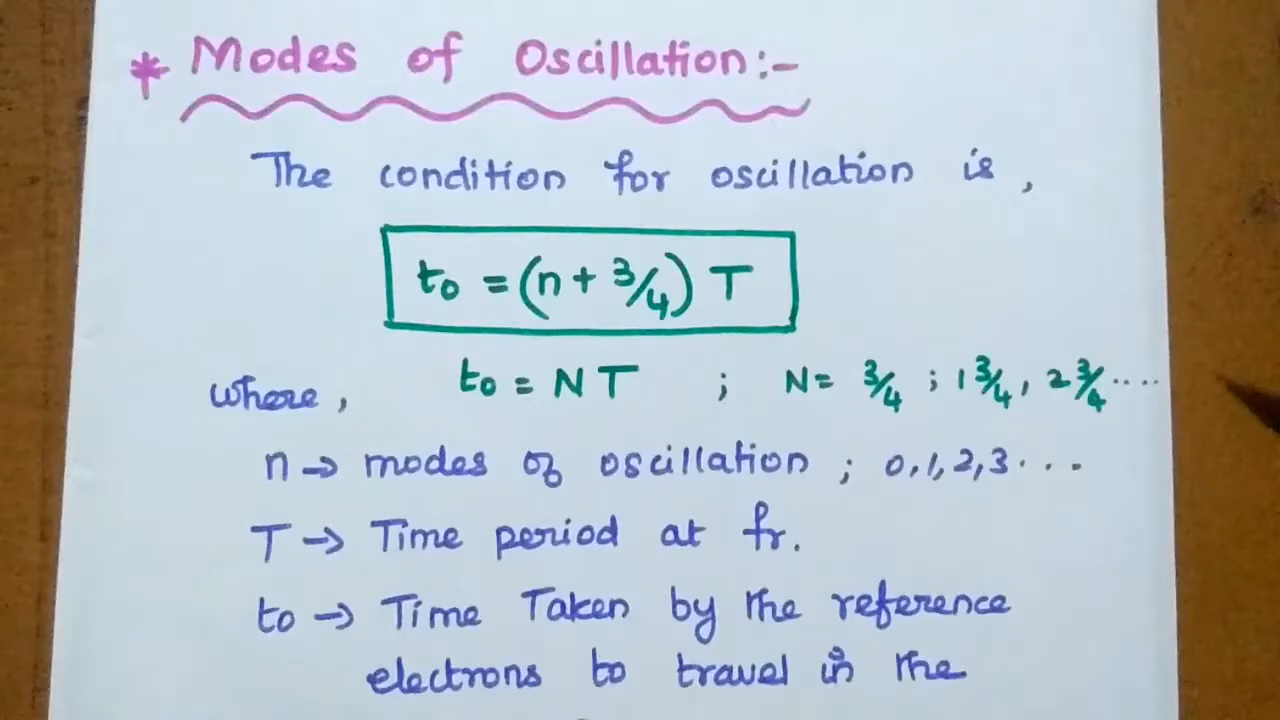 * Modes of Oscillation:-
The condition for oscillation is,
t₀ = (n + 3/4) T
where, t₀ = NT ; N = 3/4 ; 1 3/4, 2 3/4 ....
n → modes of oscillation ; 0,1,2,3...
T → Time period at fr.
t₀ → Time Taken by the reference
electrons to travel in the